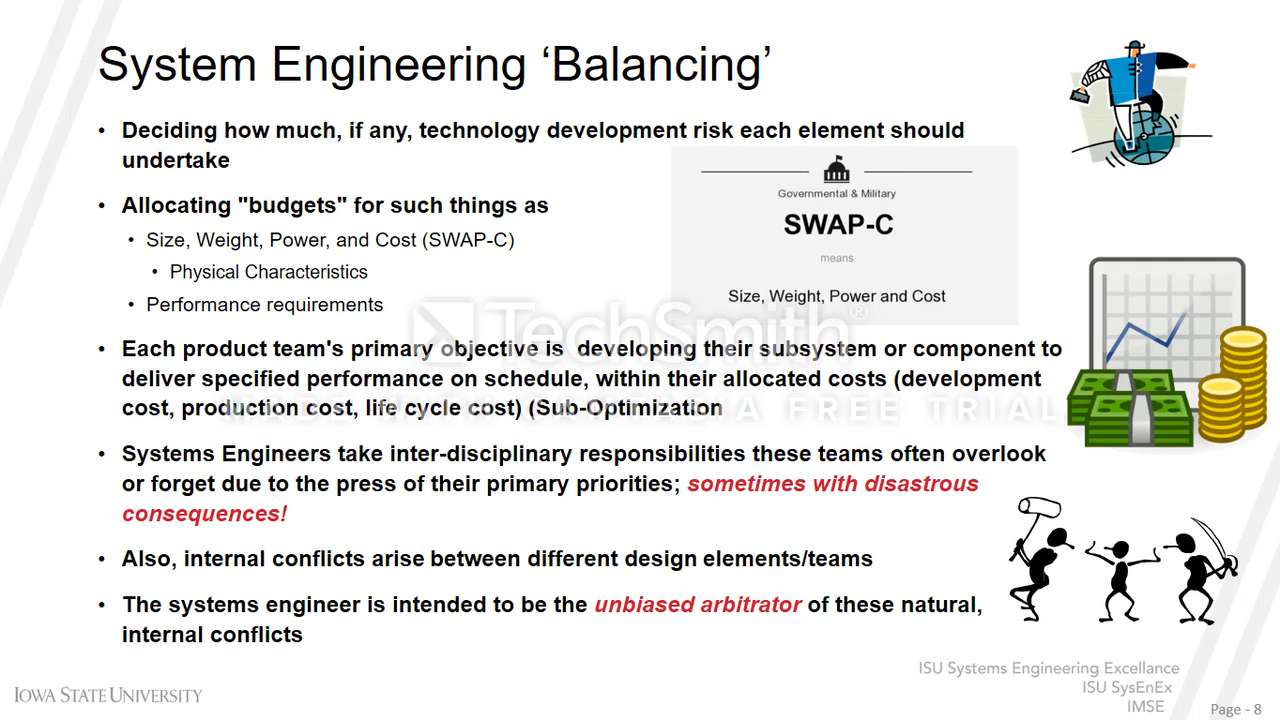 System Engineering ‘Balancing’
• Deciding how much, if any, technology development risk each element should
undertake
• Allocating "budgets" for such things as
• Size, Weight, Power, and Cost (SWAP-C)
• Physical Characteristics
• Performance requirements
Governmental & Military
SWAP-C
means
Size, Weight, Power and Cost
TechSmith®
• Each product team's primary objective is  developing their subsystem or component to
deliver specified performance on schedule, within their allocated costs (development
cost, production cost, life cycle cost) (Sub-Optimization
MADE WITH CAMTASIA FREE TRIAL
• Systems Engineers take inter-disciplinary responsibilities these teams often overlook
or forget due to the press of their primary priorities; sometimes with disastrous
consequences!
• Also, internal conflicts arise between different design elements/teams
• The systems engineer is intended to be the unbiased arbitrator of these natural,
internal conflicts
IOWA STATE UNIVERSITY
ISU Systems Engineering Excellance
ISU SysEnEx
IMSE
Page - 8